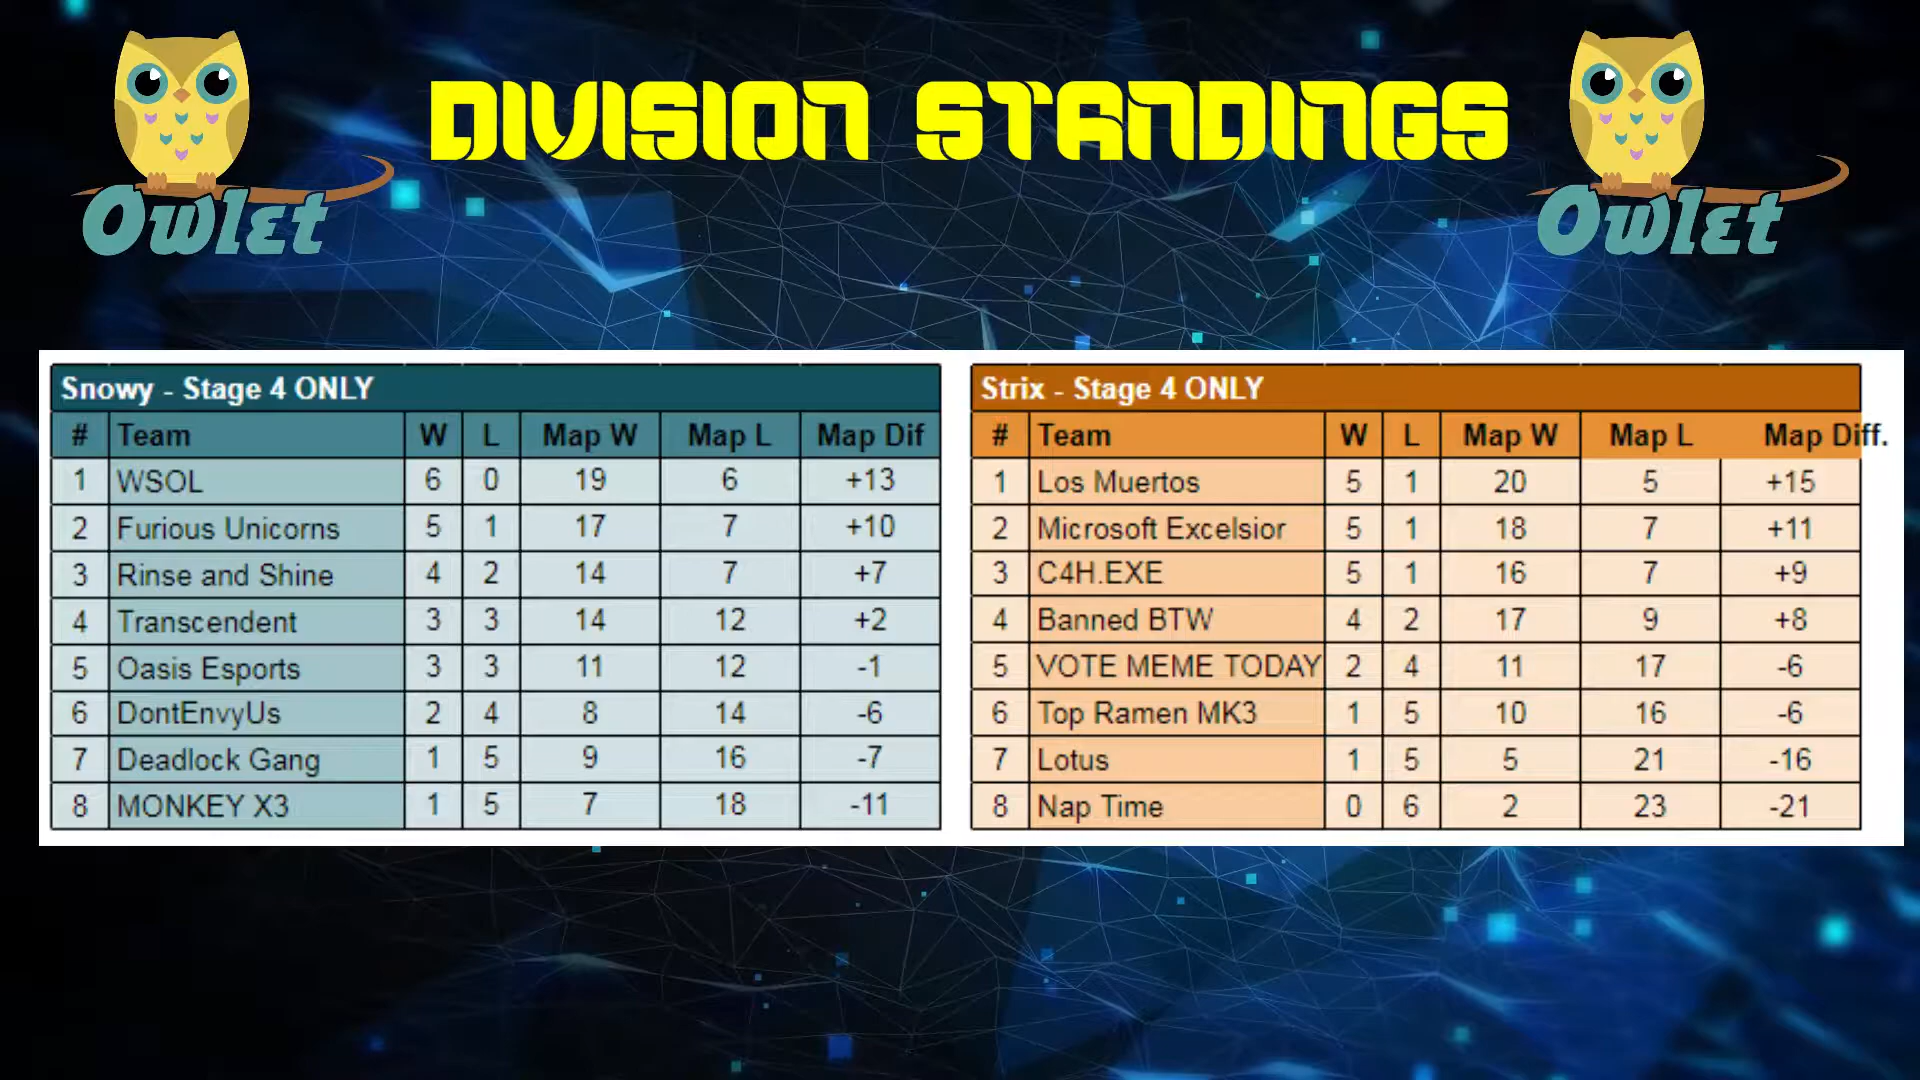 DIVISION STANDINGS
Owlet
Owlet
Snowy - Stage 4 ONLY
# Team W L Map W Map L Map Dif
1 WSOL 6 0 19 6 +13
2 Furious Unicorns 5 1 17 7 +10
3 Rinse and Shine 4 2 14 7 +7
4 Transcendent 3 3 14 12 +2
5 Oasis Esports 3 3 11 12 -1
6 DontEnvyUs 2 4 8 14 -6
7 Deadlock Gang 1 5 9 16 -7
8 MONKEY X3 1 5 7 18 -11
Strix - Stage 4 ONLY
# Team W L Map W Map L Map Diff.
1 Los Muertos 5 1 20 5 +15
2 Microsoft Excelsior 5 1 18 7 +11
3 C4H.EXE 5 1 16 7 +9
4 Banned BTW 4 2 17 9 +8
5 VOTE MEME TODAY 2 4 11 17 -6
6 Top Ramen MK3 1 5 10 16 -6
7 Lotus 1 5 5 21 -16
8 Nap Time 0 6 2 23 -21